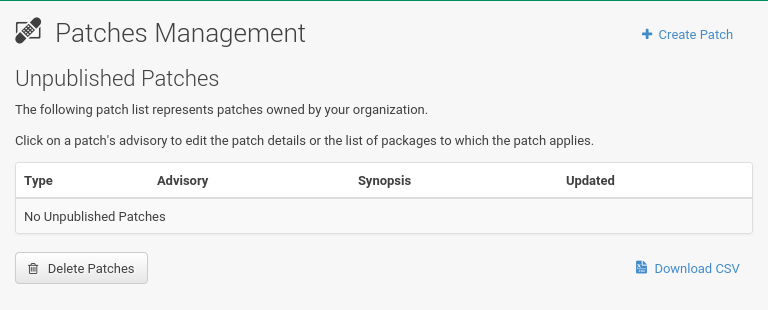 Patches Management
Create Patch
Unpublished Patches
The following patch list represents patches owned by your organization.
Click on a patch's advisory to edit the patch details or the list of packages to which the patch applies.
Type Advisory Synopsis Updated
No Unpublished Patches
Delete Patches Download CSV